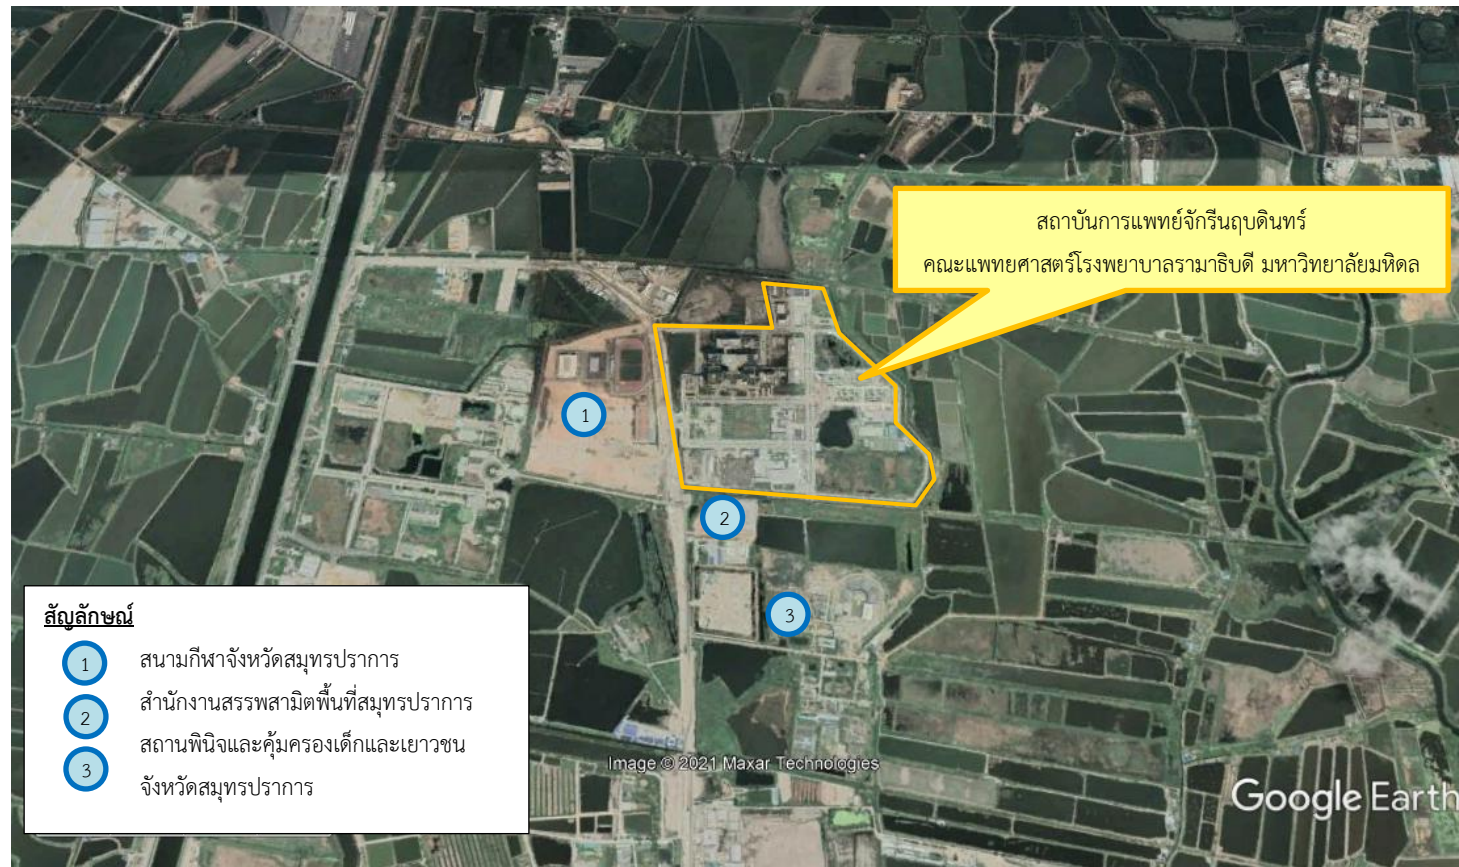 สถาบันการแพทย์จักรีนฤบดินทร์
คณะแพทยศาสตร์โรงพยาบาลรามาธิบดี มหาวิทยาลัยมหิดล
1
2
3
สัญลักษณ์
1 สนามกีฬาจังหวัดสมุทรปราการ
2 สำนักงานสรรพสามิตพื้นที่สมุทรปราการ
3 สถานพินิจและคุ้มครองเด็กและเยาวชน
จังหวัดสมุทรปราการ
Image © 2021 Maxar Technologies
Google Earth